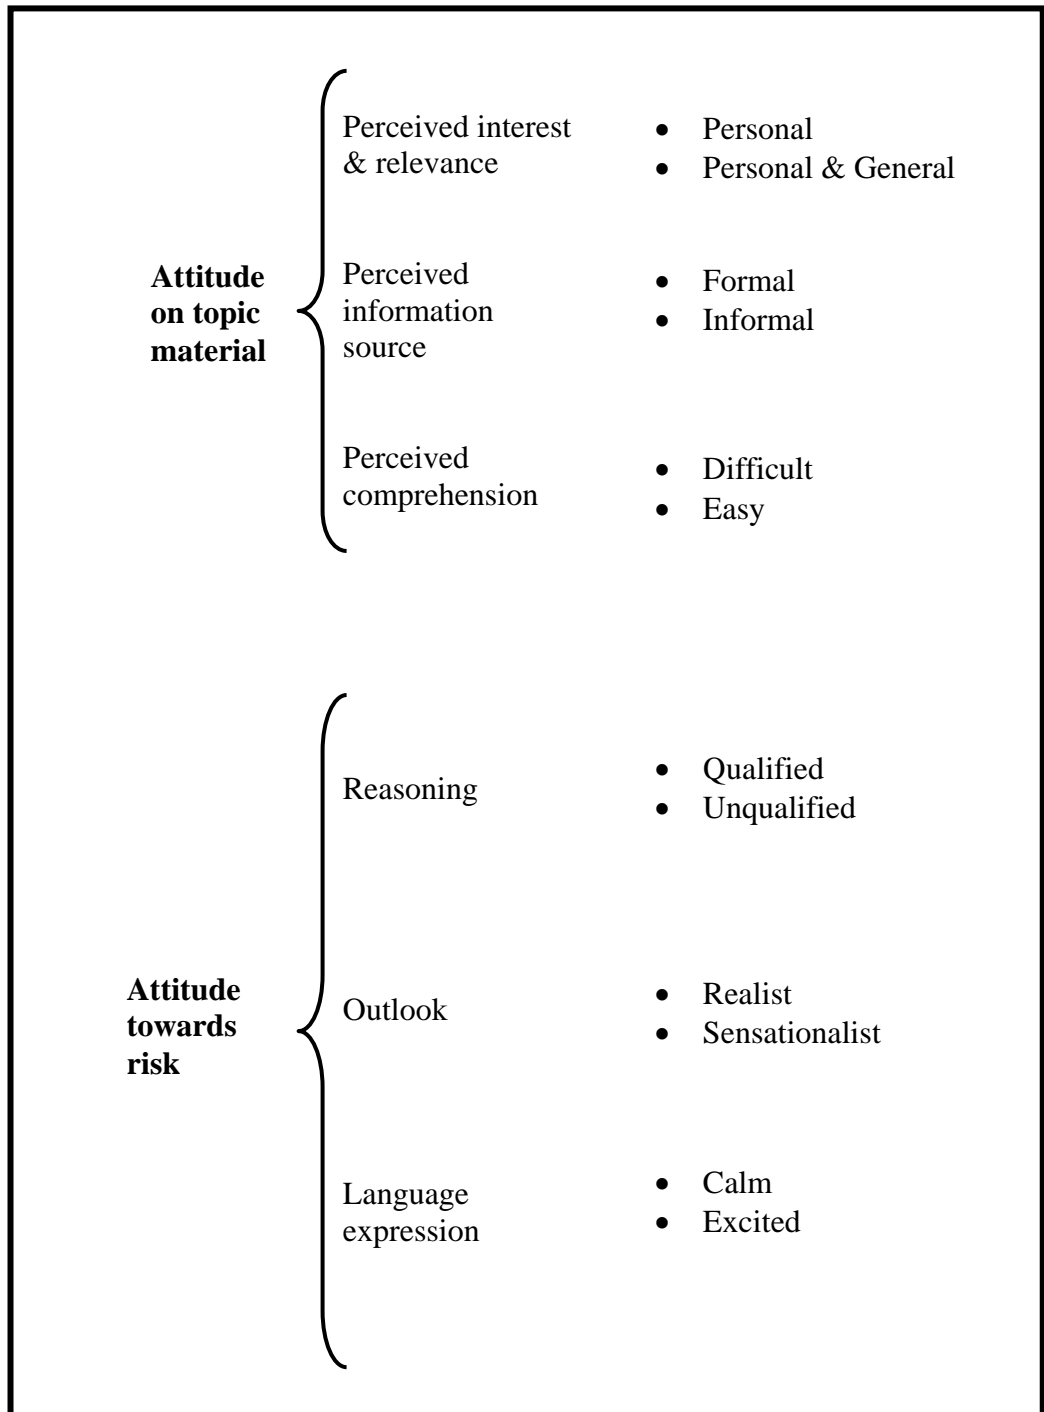 Perceived interest
& relevance
• Personal
• Personal & General
Attitude
on topic
material
Perceived
information
source
• Formal
• Informal
Perceived
comprehension
• Difficult
• Easy
Attitude
towards
risk
Reasoning
• Qualified
• Unqualified
Outlook
• Realist
• Sensationalist
Language
expression
• Calm
• Excited